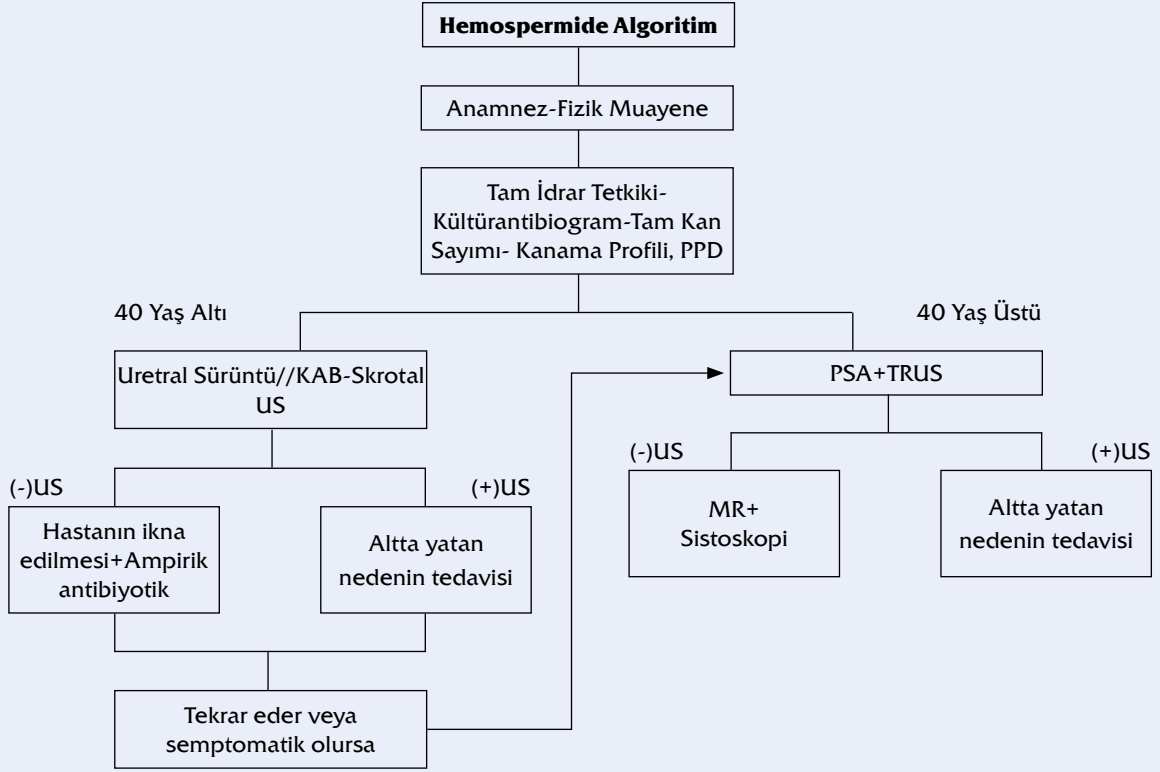 Hemospermide Algoritim
Anamnez-Fizik Muayene
Tam İdrar Tetkiki-
Kültürantibiogram-Tam Kan
Sayımı- Kanama Profili, PPD
40 Yaş Altı
40 Yaş Üstü
Uretral Sürüntü//KAB-Skrotal
US
PSA+TRUS
(-)US
(+)US
(-)US
(+)US
Hastanın ikna
edilmesi+Ampirik
antibiyotik
Altta yatan
nedenin tedavisi
MR+
Sistoskopi
Altta yatan
nedenin tedavisi
Tekrar eder veya
semptomatik olursa